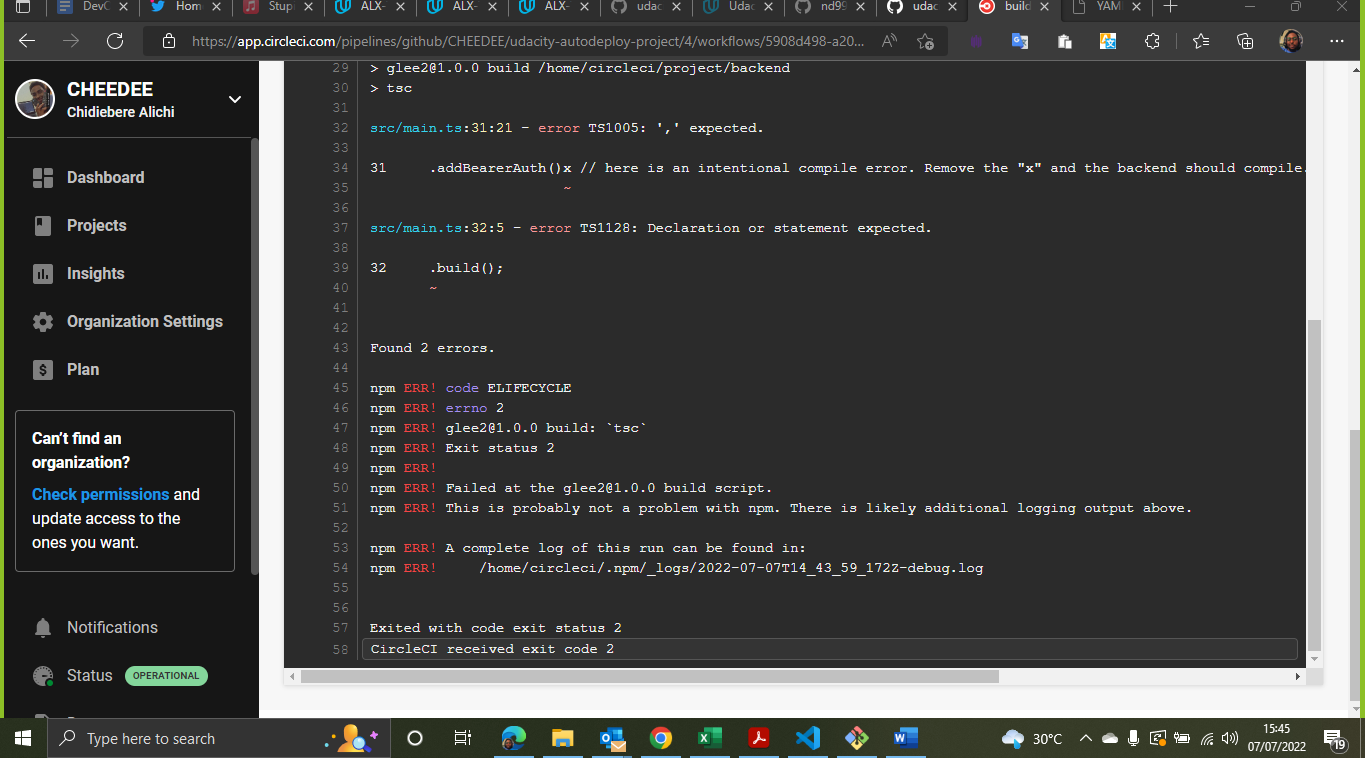 DevC
Hom
Stup
ALX-
ALX-
ALX-
udac
Udac
nd99
udac
build
YAM
https://app.circleci.com/pipelines/github/CHEEDEE/udacity-autodeploy-project/4/workflows/5908d498-a20...
CHEEDEE
Chidiebere Alichi
Dashboard
Projects
Insights
Organization Settings
Plan
Can't find an
organization?
Check permissions and
update access to the
ones you want.
Notifications
Status OPERATIONAL
29 > glee2@1.0.0 build /home/circleci/project/backend
30 > tsc
31
32 src/main.ts:31:21 - error TS1005: ',' expected.
33
34 31 .addBearerAuth()x // here is an intentional compile error. Remove the "x" and the backend should compile.
35 ~
36
37 src/main.ts:32:5 - error TS1128: Declaration or statement expected.
38
39 32 .build();
40 ~
41
42
43 Found 2 errors.
44
45 npm ERR! code ELIFECYCLE
46 npm ERR! errno 2
47 npm ERR! glee2@1.0.0 build: `tsc`
48 npm ERR! Exit status 2
49 npm ERR!
50 npm ERR! Failed at the glee2@1.0.0 build script.
51 npm ERR! This is probably not a problem with npm. There is likely additional logging output above.
52
53 npm ERR! A complete log of this run can be found in:
54 npm ERR! /home/circleci/.npm/_logs/2022-07-07T14_43_59_172Z-debug.log
55
56
57 Exited with code exit status 2
58 CircleCI received exit code 2
Type here to search
30°C
15:45
07/07/2022
19